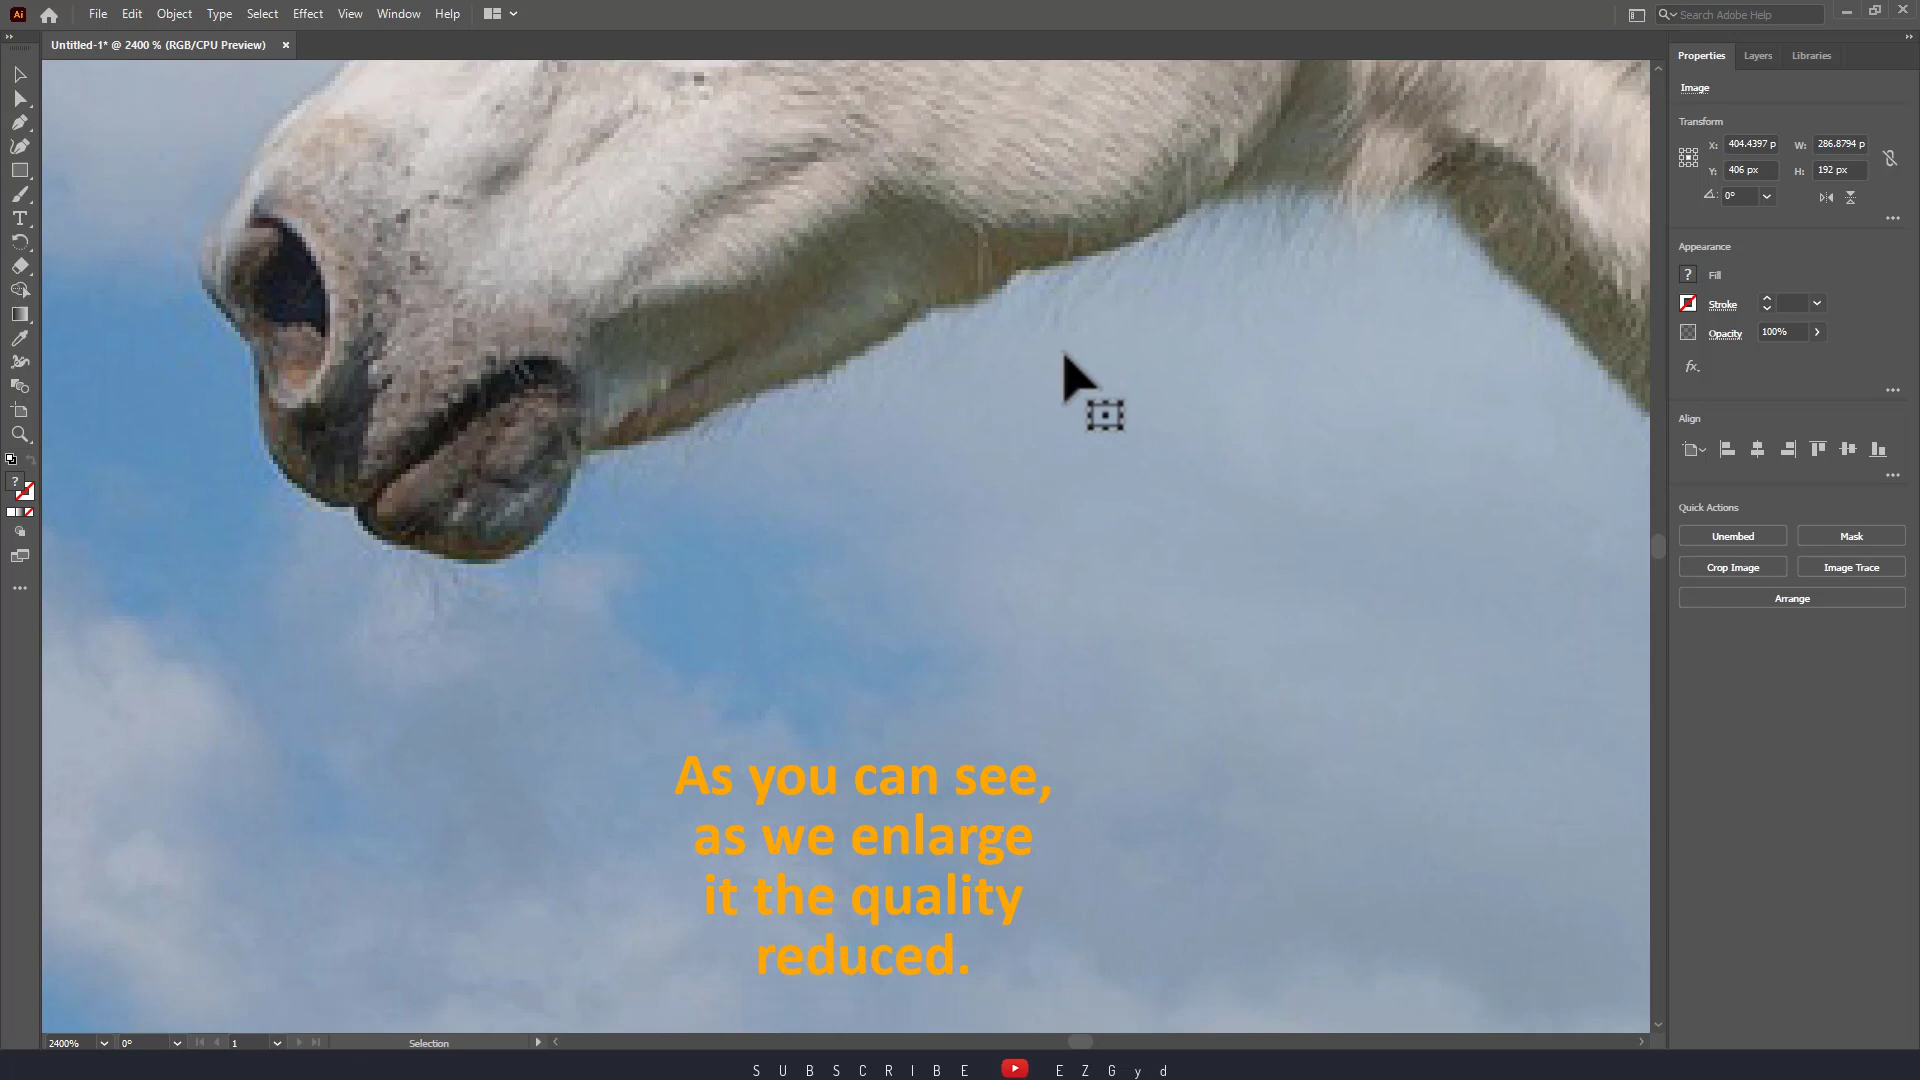 Ai File Edit Object Type Select Effect View Window Help
Search Adobe Help
Untitled-1* @ 2400 % (RGB/CPU Preview) ×
Properties Layers Libraries
Image
Transform
X: 404.4397 p W: 286.8794 p
Y: 406 px H: 192 px
0°
Appearance
? Fill
Stroke
Opacity 100%
fx.
Align
Quick Actions
Unembed Mask
Crop Image Image Trace
Arrange
As you can see,
as we enlarge
it the quality
reduced.
2400% 0° 1 Selection
SUBSCRIBE EZGyd